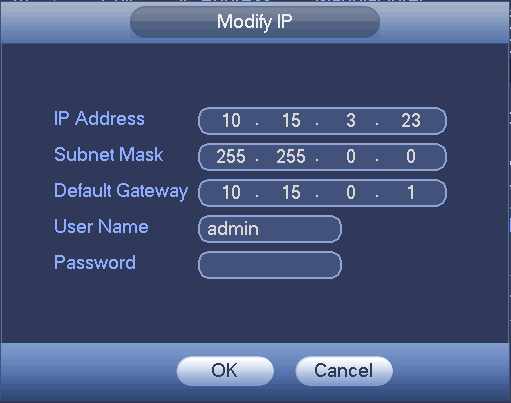 Modify IP
IP Address 10 . 15 . 3 . 23
Subnet Mask 255 . 255 . 0 . 0
Default Gateway 10 . 15 . 0 . 1
User Name admin
Password
OK Cancel